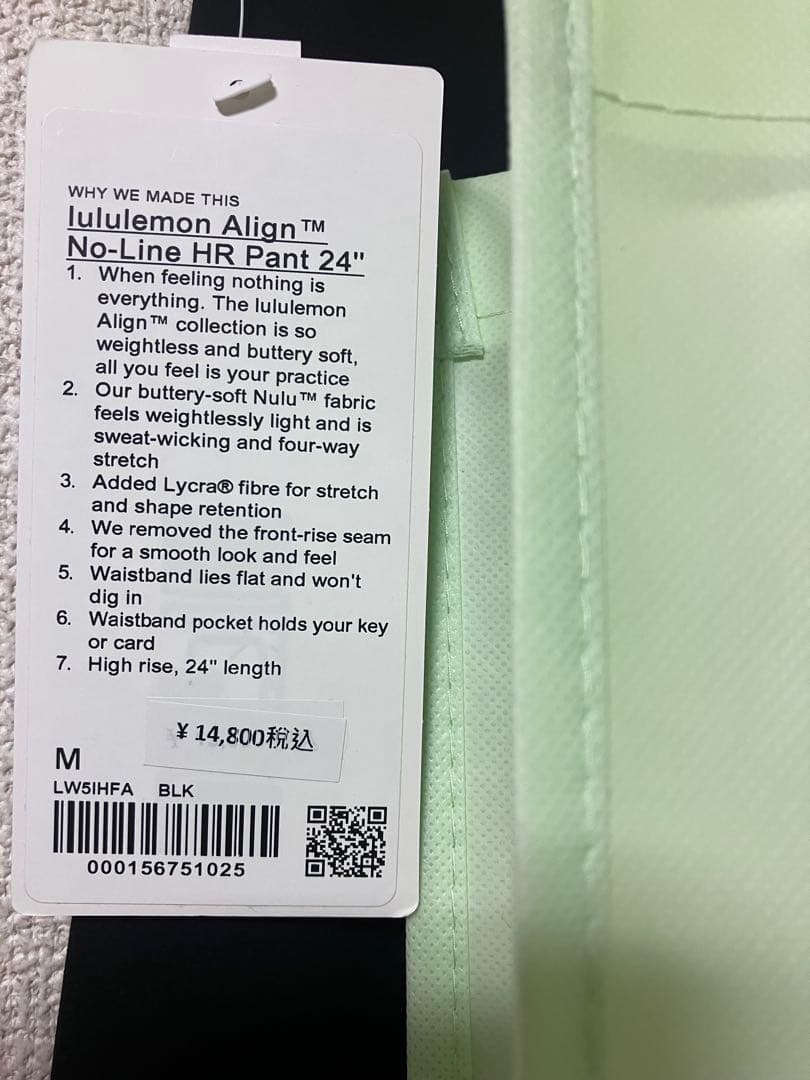 WHY WE MADE THIS
lululemon Align™
No-Line HR Pant 24"
1. When feeling nothing is
everything. The lululemon
Align™ collection is so
weightless and buttery soft,
all you feel is your practice
2. Our buttery-soft Nulu™ fabric
feels weightlessly light and is
sweat-wicking and four-way
stretch
3. Added Lycra® fibre for stretch
and shape retention
4. We removed the front-rise seam
for a smooth look and feel
5. Waistband lies flat and won't
dig in
6. Waistband pocket holds your key
or card
7. High rise, 24" length
¥ 14,800税込
M
LW5IHFA BLK
000156751025